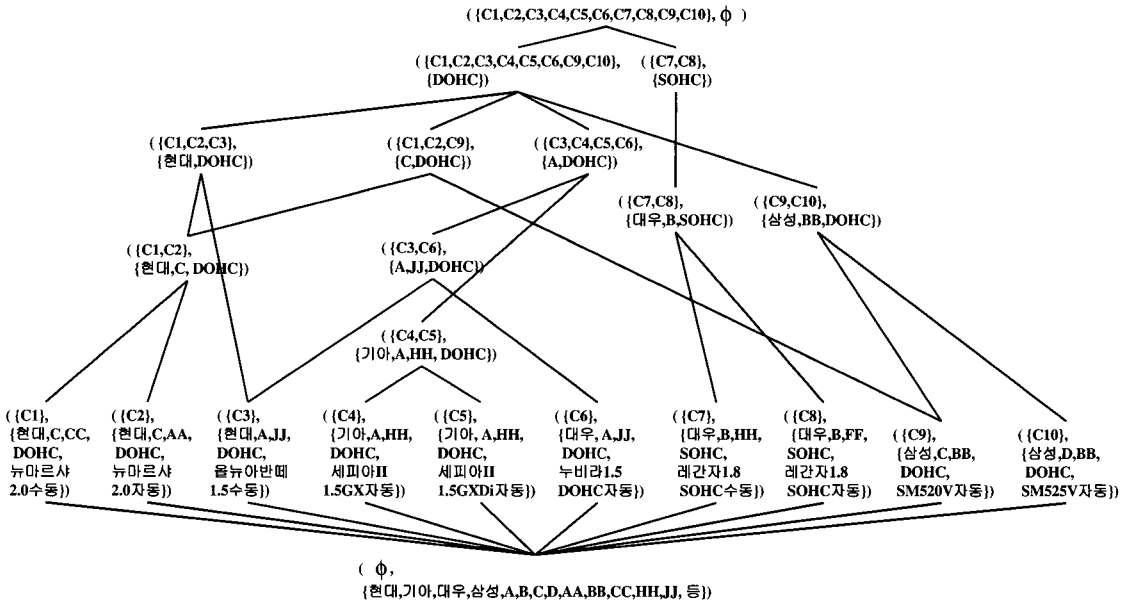 ( {C1,C2,C3,C4,C5,C6,C7,C8,C9,C10}, ϕ )
( {C1,C2,C3,C4,C5,C6,C9,C10},
{DOHC})
( {C7,C8},
{SOHC})
( {C1,C2,C3},
{현대,DOHC})
( {C1,C2,C9},
{C,DOHC})
( {C3,C4,C5,C6},
{A,DOHC})
( {C7,C8},
{대우,B,SOHC})
( {C9,C10},
{삼성,BB,DOHC})
( {C1,C2},
{현대,C, DOHC})
( {C3,C6},
{A,JJ,DOHC})
( {C4,C5},
{기아,A,HH, DOHC})
( {C1},
{현대,C,CC,
DOHC,
뉴마르샤
2.0수동})
( {C2},
{현대,C,AA,
DOHC,
뉴마르샤
2.0자동})
( {C3},
{현대,A,JJ,
DOHC,
올뉴아반떼
1.5수동})
( {C4},
{기아,A,HH,
DOHC,
세피아II
1.5GX자동})
( {C5},
{기아, A,HH,
DOHC,
세피아II
1.5GXDi자동})
( {C6},
{대우, A,JJ,
DOHC,
누비라1.5
DOHC자동})
( {C7},
{대우,B,HH,
SOHC,
레간자1.8
SOHC수동})
( {C8},
{대우,B,FF,
SOHC,
레간자1.8
SOHC자동})
( {C9},
{삼성,C,BB,
DOHC,
SM520V자동})
( {C10},
{삼성,D,BB,
DOHC,
SM525V자동})
( ϕ,
{현대,기아,대우,삼성,A,B,C,D,AA,BB,CC,HH,JJ, 등})